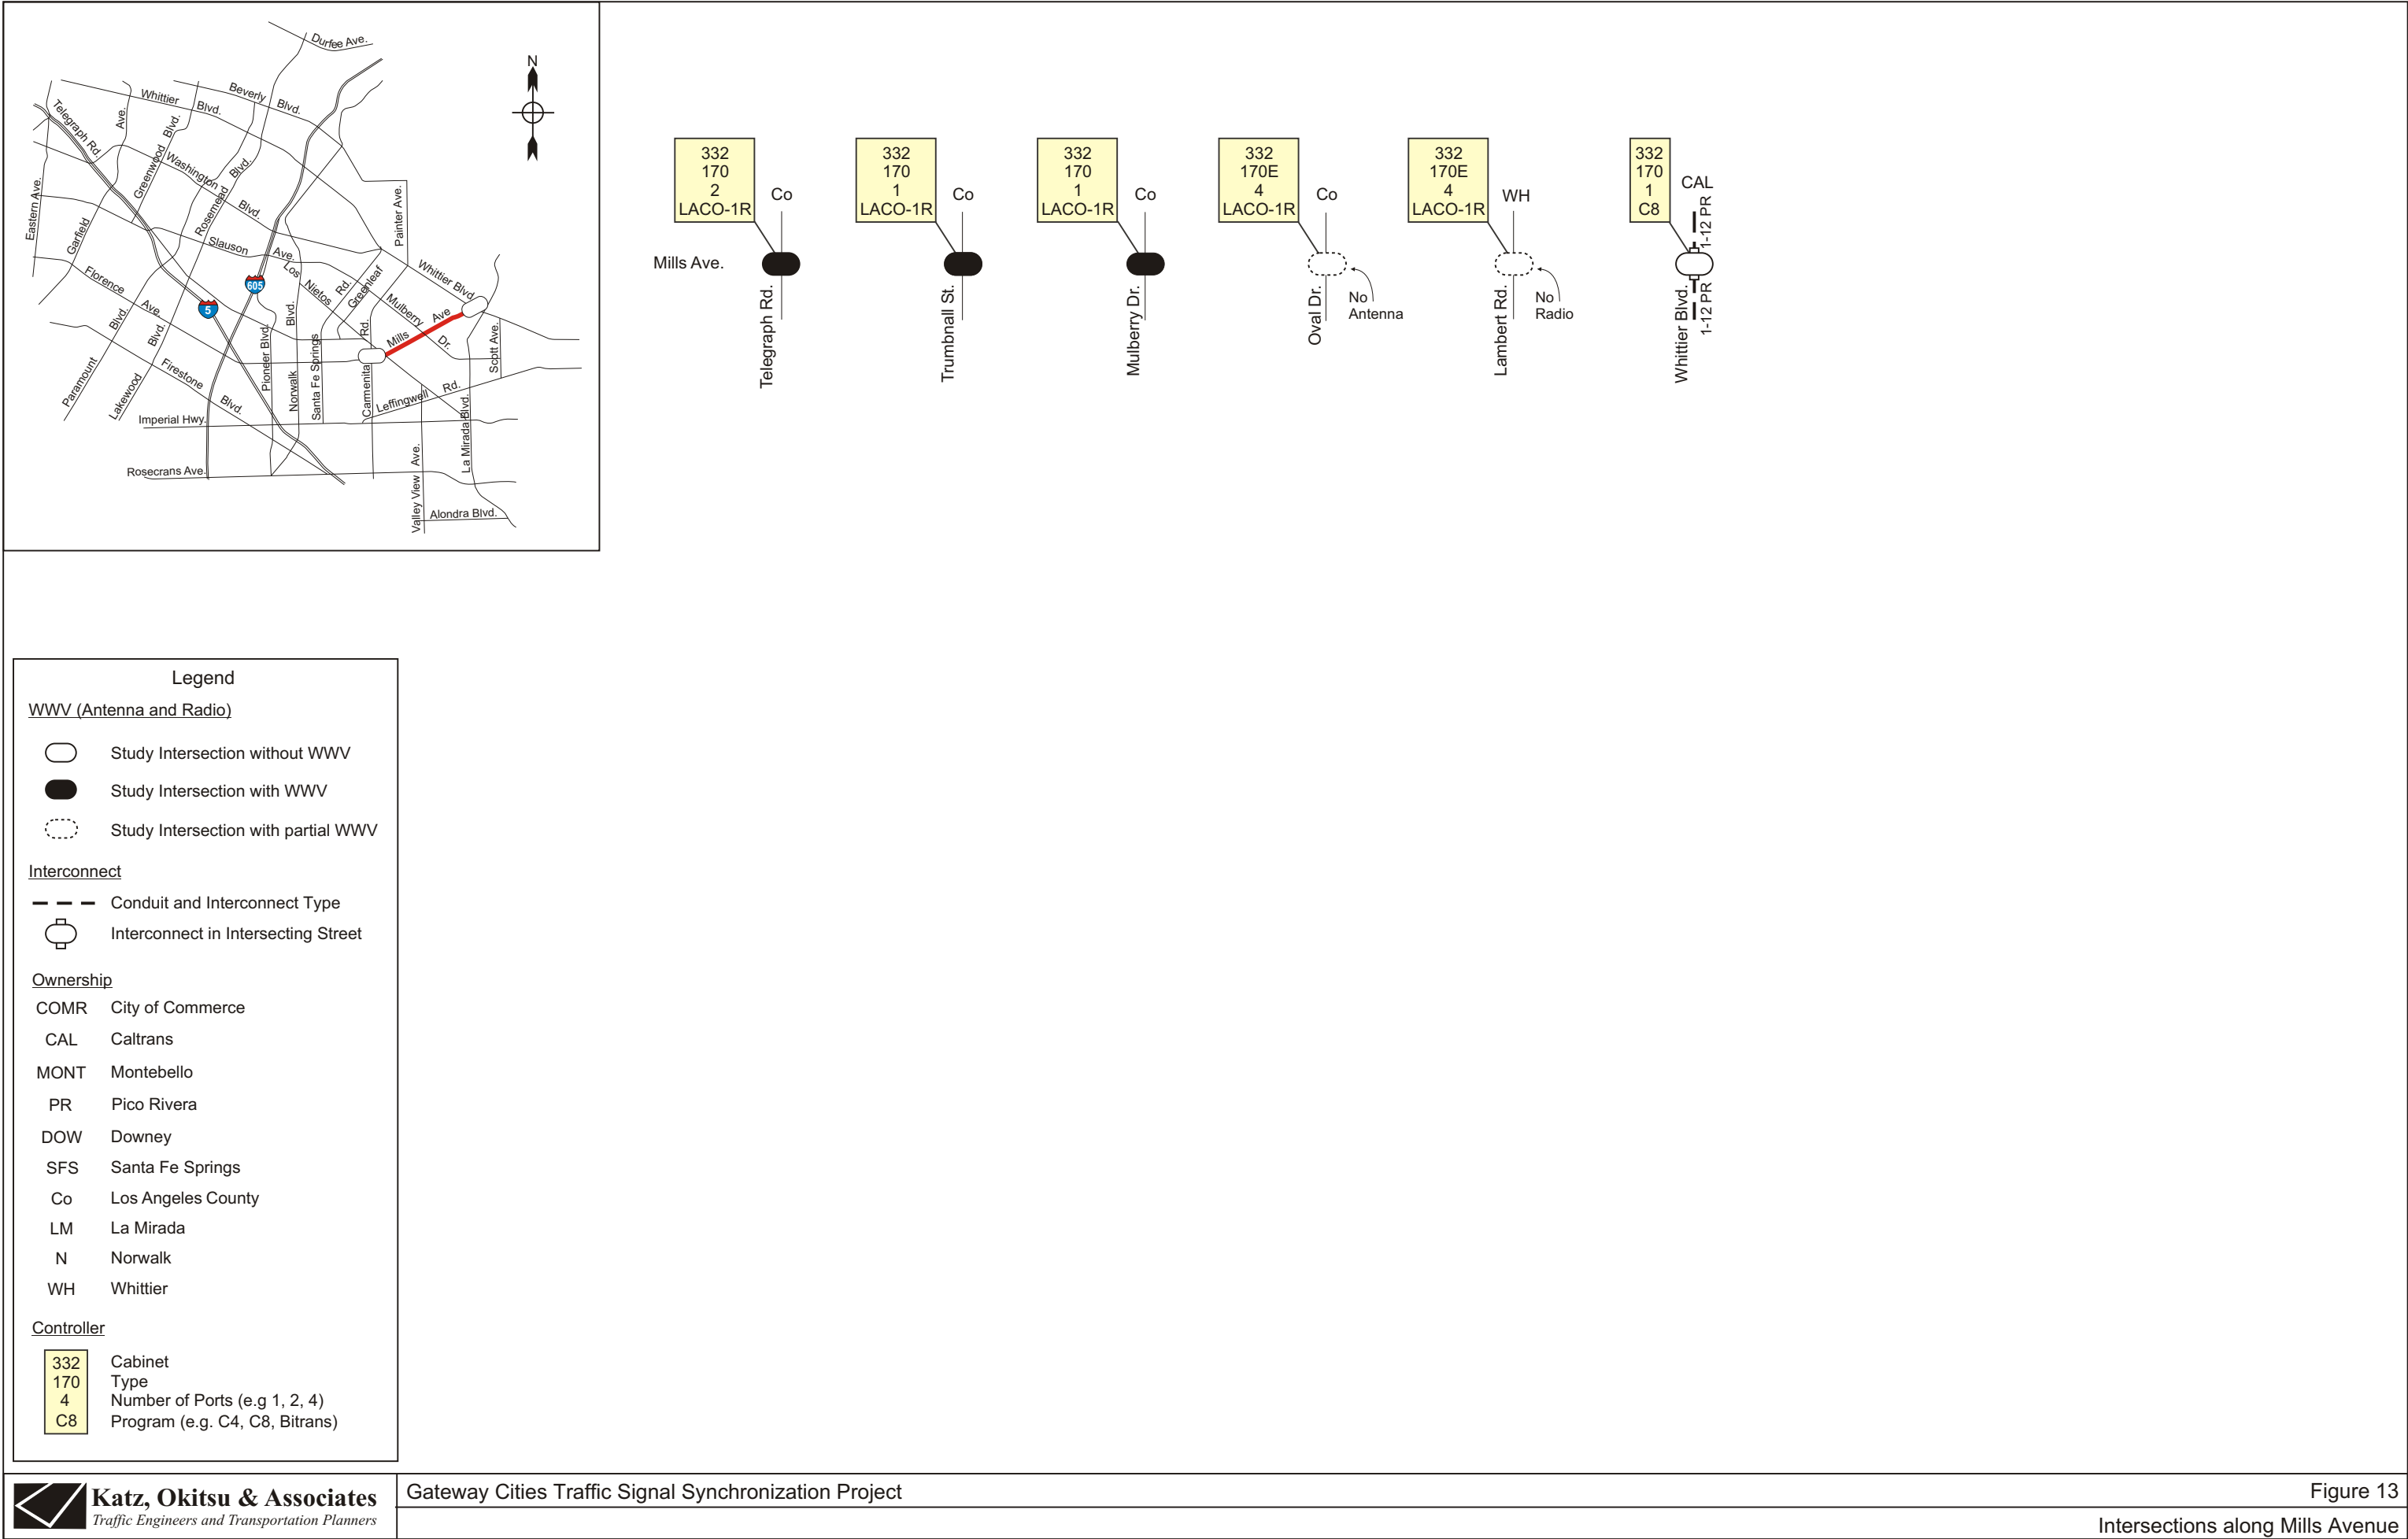 Durfee Ave.
N
Whittier Blvd.
Beverly Blvd.
Telegraph Rd.
Ave.
Greenwood Blvd.
Washington Blvd.
Rosemead Blvd.
Eastern Ave.
Garfield
Painter Ave.
Slauson Ave.
Los Nietos Rd.
Greenleaf
Whittier Blvd.
Florence Ave.
605
5
Mulberry Dr.
Mills Ave
Blvd.
Blvd.
Blvd.
Rd.
Scott Ave.
Paramount
Lakewood
Firestone Blvd.
Pioneer Blvd.
Norwalk
Santa Fe Springs
Carmenita
Leffingwell Rd.
Imperial Hwy.
La Mirada Blvd.
Rosecrans Ave.
Valley View Ave.
Alondra Blvd.
Mills Ave.
332
170
2
LACO-1R
Co
Telegraph Rd.
332
170
1
LACO-1R
Co
Trumbnall St.
332
170
1
LACO-1R
Co
Mulberry Dr.
332
170E
4
LACO-1R
Co
Oval Dr.
No
Antenna
332
170E
4
LACO-1R
WH
Lambert Rd.
No
Radio
332
170
1
C8
CAL
1-12 PR
Whittier Blvd.
1-12 PR
Legend
WWV (Antenna and Radio)
Study Intersection without WWV
Study Intersection with WWV
Study Intersection with partial WWV
Interconnect
Conduit and Interconnect Type
Interconnect in Intersecting Street
Ownership
COMR City of Commerce
CAL Caltrans
MONT Montebello
PR Pico Rivera
DOW Downey
SFS Santa Fe Springs
Co Los Angeles County
LM La Mirada
N Norwalk
WH Whittier
Controller
332 Cabinet
170 Type
4 Number of Ports (e.g 1, 2, 4)
C8 Program (e.g. C4, C8, Bitrans)
Katz, Okitsu & Associates
Traffic Engineers and Transportation Planners
Gateway Cities Traffic Signal Synchronization Project
Figure 13
Intersections along Mills Avenue